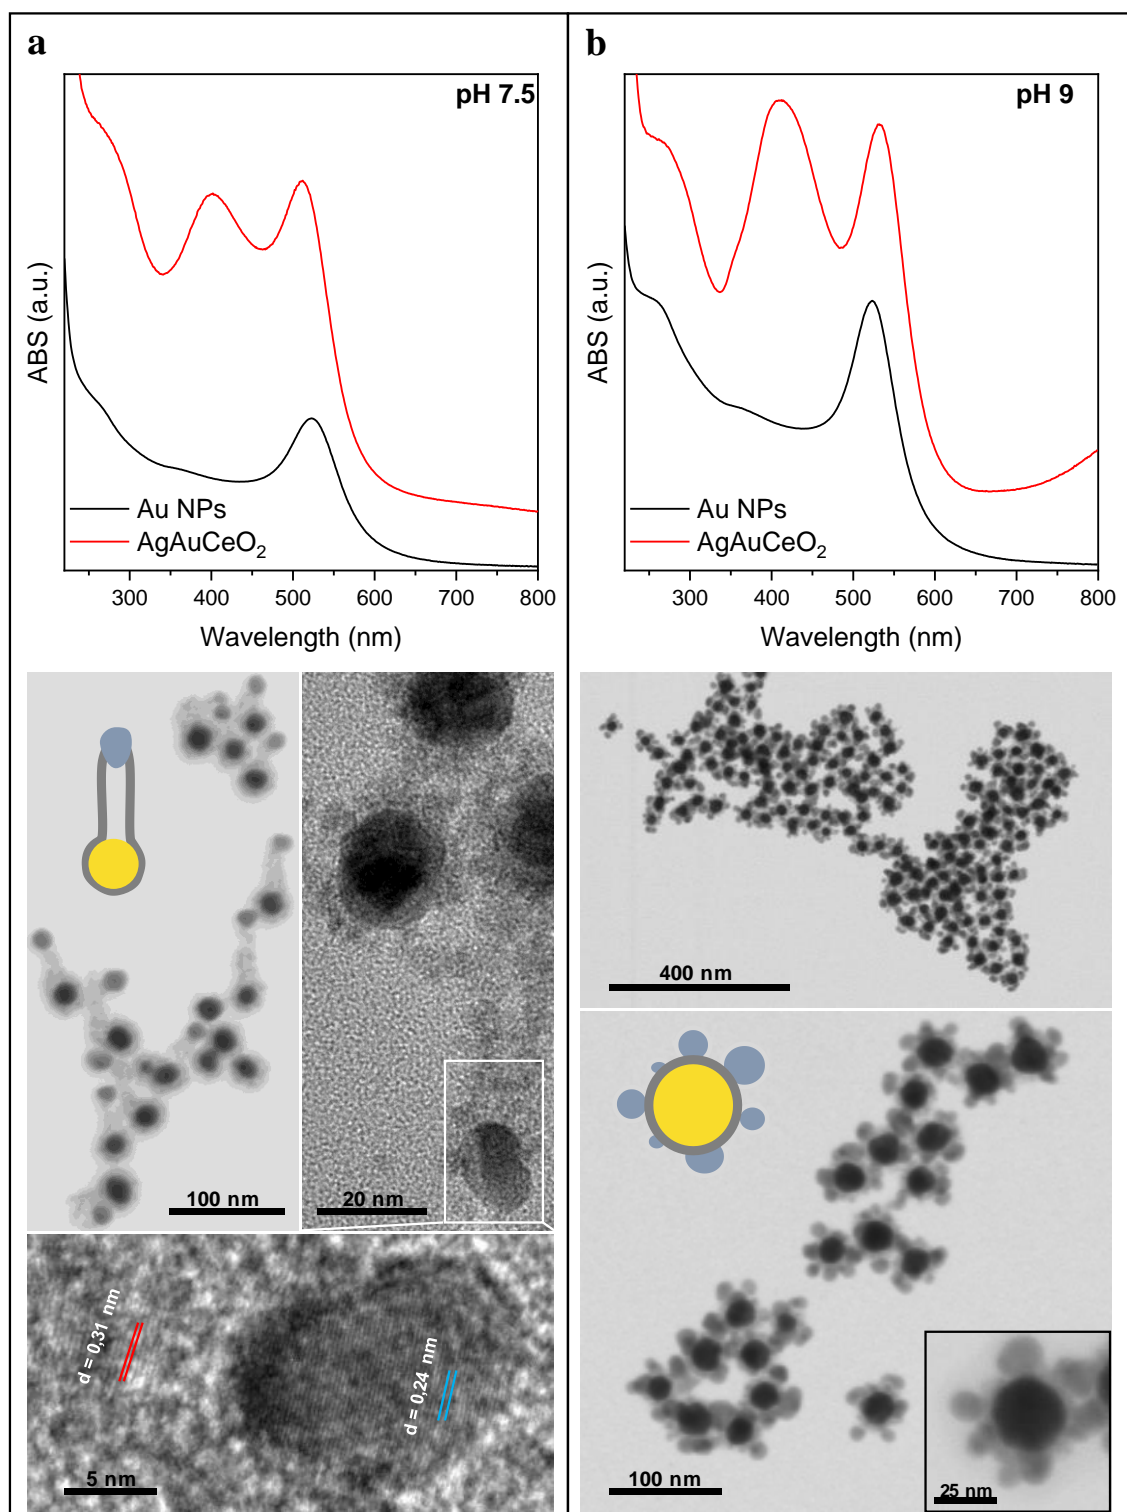 a
pH 7.5
ABS (a.u.)
Au NPs
AgAuCeO₂
300 400 500 600 700 800
Wavelength (nm)
100 nm
20 nm
d = 0,31 nm
d = 0,24 nm
5 nm
b
pH 9
ABS (a.u.)
Au NPs
AgAuCeO₂
300 400 500 600 700 800
Wavelength (nm)
400 nm
100 nm
25 nm